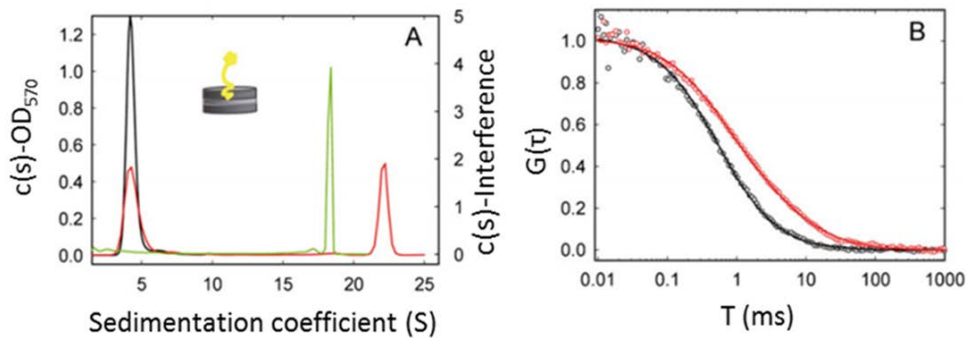 A
c(s)-OD570
1.2
1.0
0.8
0.6
0.4
0.2
0.0
5
4
3
2
1
0
c(s)-Interference
5 10 15 20 25
Sedimentation coefficient (S)
B
G(τ)
1.0
0.8
0.6
0.4
0.2
0.0
0.01 0.1 1 10 100 1000
T (ms)